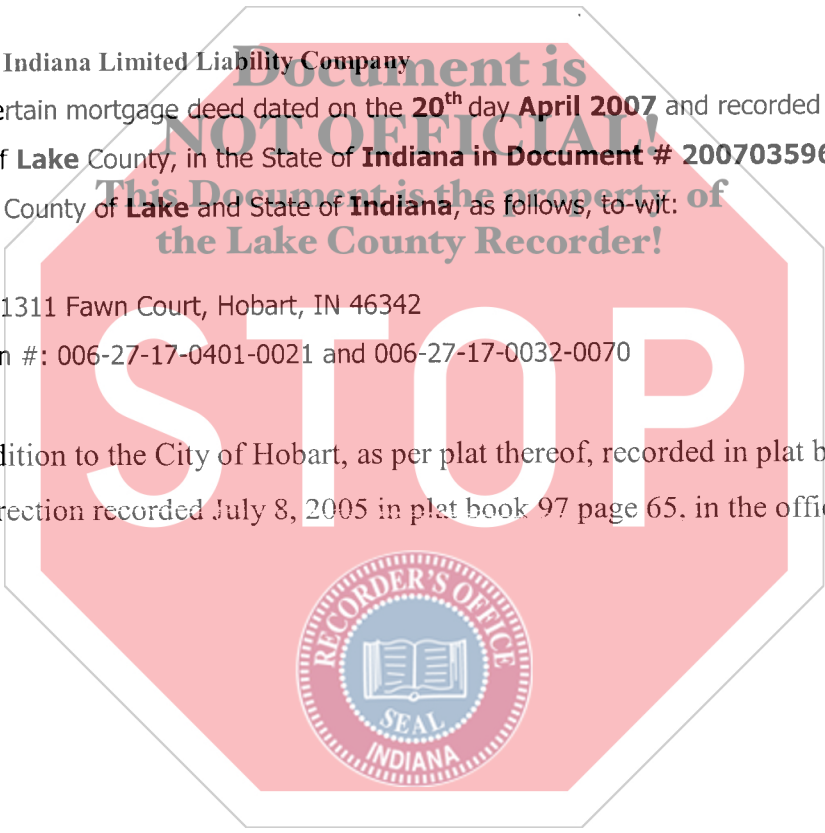 Indiana Limited Liability Company
Document is
ertain mortgage deed dated on the 20th day April 2007 and recorded
NOT OFFICIAL!
f Lake County, in the State of Indiana in Document # 200703596
This Document is the property of
County of Lake and State of Indiana, as follows, to-wit:
the Lake County Recorder!
1311 Fawn Court, Hobart, IN 46342
n #: 006-27-17-0401-0021 and 006-27-17-0032-0070
STOP
dition to the City of Hobart, as per plat thereof, recorded in plat b
rection recorded July 8, 2005 in plat book 97 page 65. in the offi
RECORDER'S OFFICE
SEAL
INDIANA